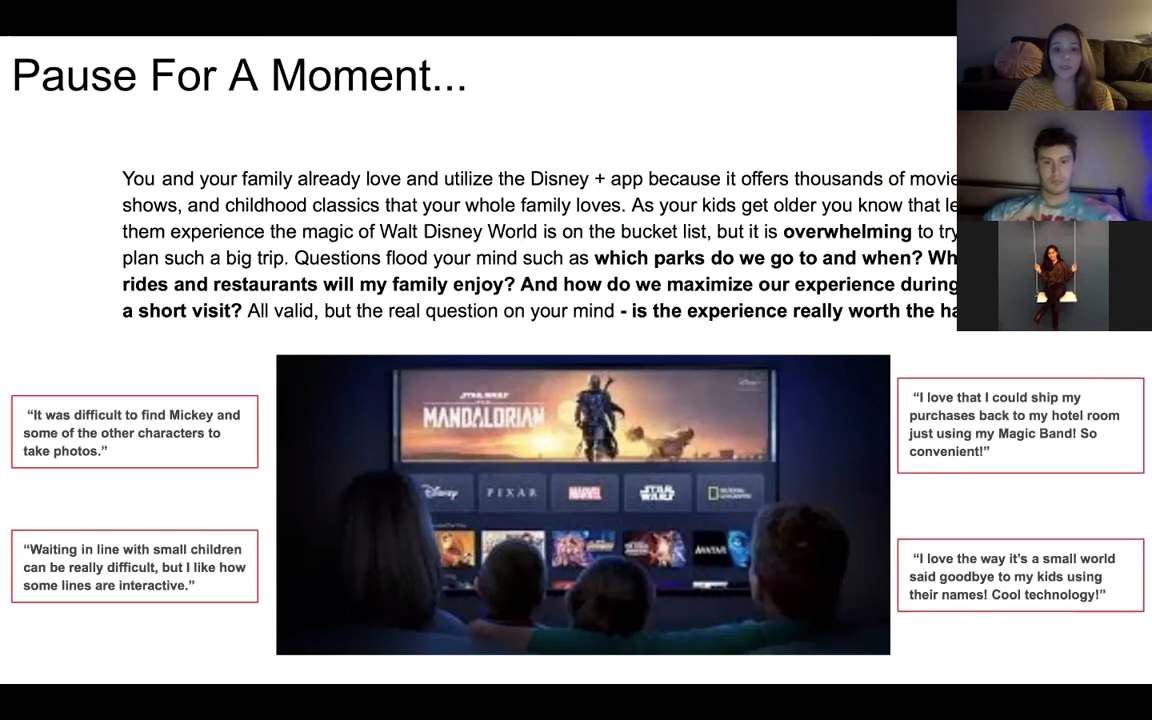 Pause For A Moment...
You and your family already love and utilize the Disney + app because it offers thousands of movie
shows, and childhood classics that your whole family loves. As your kids get older you know that le
them experience the magic of Walt Disney World is on the bucket list, but it is overwhelming to try
plan such a big trip. Questions flood your mind such as which parks do we go to and when? Wh
rides and restaurants will my family enjoy? And how do we maximize our experience during
a short visit? All valid, but the real question on your mind - is the experience really worth the ha
“It was difficult to find Mickey and
some of the other characters to
take photos.”
“Waiting in line with small children
can be really difficult, but I like how
some lines are interactive.”
STAR WARS
THE
MANDALORIAN
Disney+
Disney
PIXAR
MARVEL
STAR WARS
NATIONAL GEOGRAPHIC
AVATAR
“I love that I could ship my
purchases back to my hotel room
just using my Magic Band! So
convenient!”
“I love the way it’s a small world
said goodbye to my kids using
their names! Cool technology!”